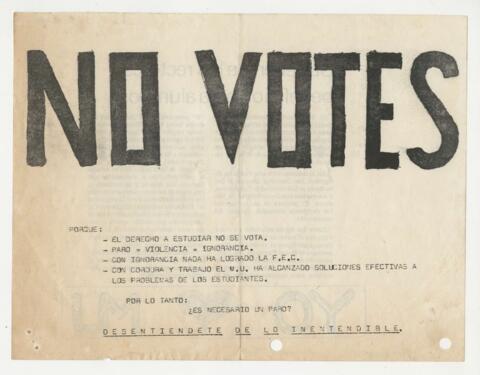 NO VOTES
PORQUE:
- EL DERECHO A ESTUDIAR NO SE VOTA.
- PARO = VIOLENCIA = IGNORANCIA.
- CON IGNORANCIA NADA HA LOGRADO LA F.E.C.
- CON CORDURA Y TRABAJO EL M.U. HA ALCANZADO SOLUCIONES EFECTIVAS A
LOS PROBLEMAS DE LOS ESTUDIANTES.
POR LO TANTO:
¿ES NECESARIO UN PARO?
DESENTIENDETE DE LO INENTENDIBLE.